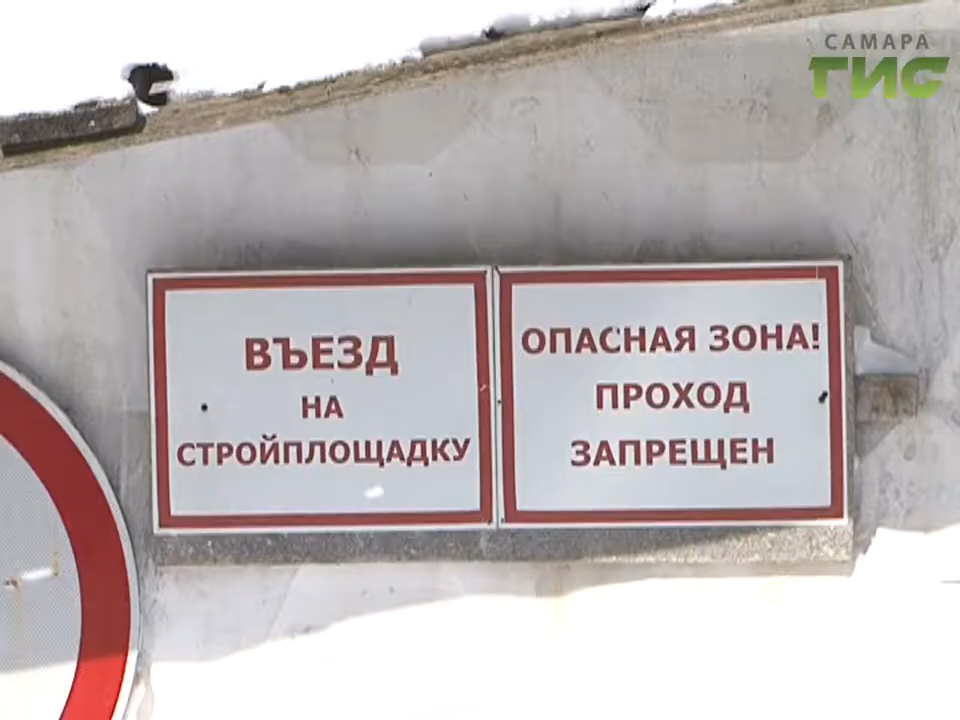 САМАРА
ГИС
ВЪЕЗД
НА
СТРОЙПЛОЩАДКУ
ОПАСНАЯ ЗОНА!
ПРОХОД
ЗАПРЕЩЕН